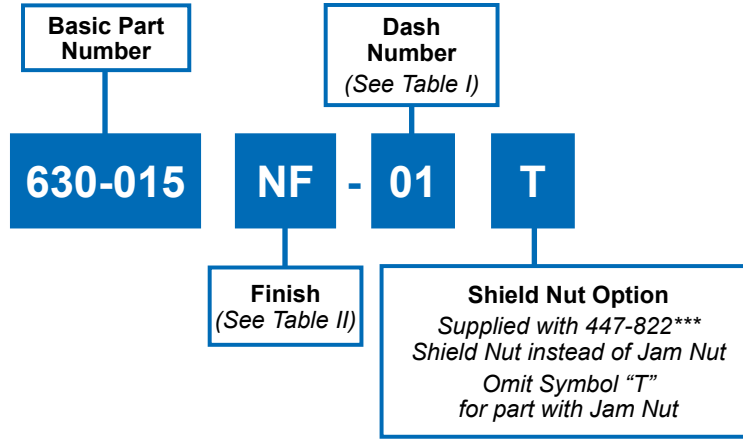 Basic Part
Number
Dash
Number
(See Table I)
630-015 NF - 01 T
Finish
(See Table II)
Shield Nut Option
Supplied with 447-822***
Shield Nut instead of Jam Nut
Omit Symbol “T”
for part with Jam Nut